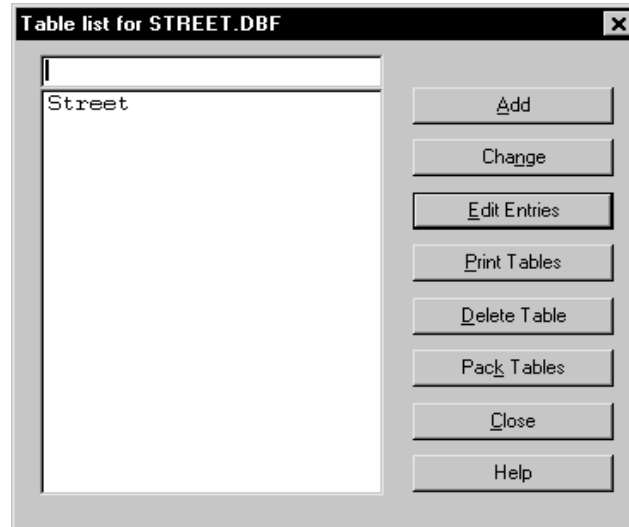 Table list for STREET.DBF
Street
Add
Change
Edit Entries
Print Tables
Delete Table
Pack Tables
Close
Help